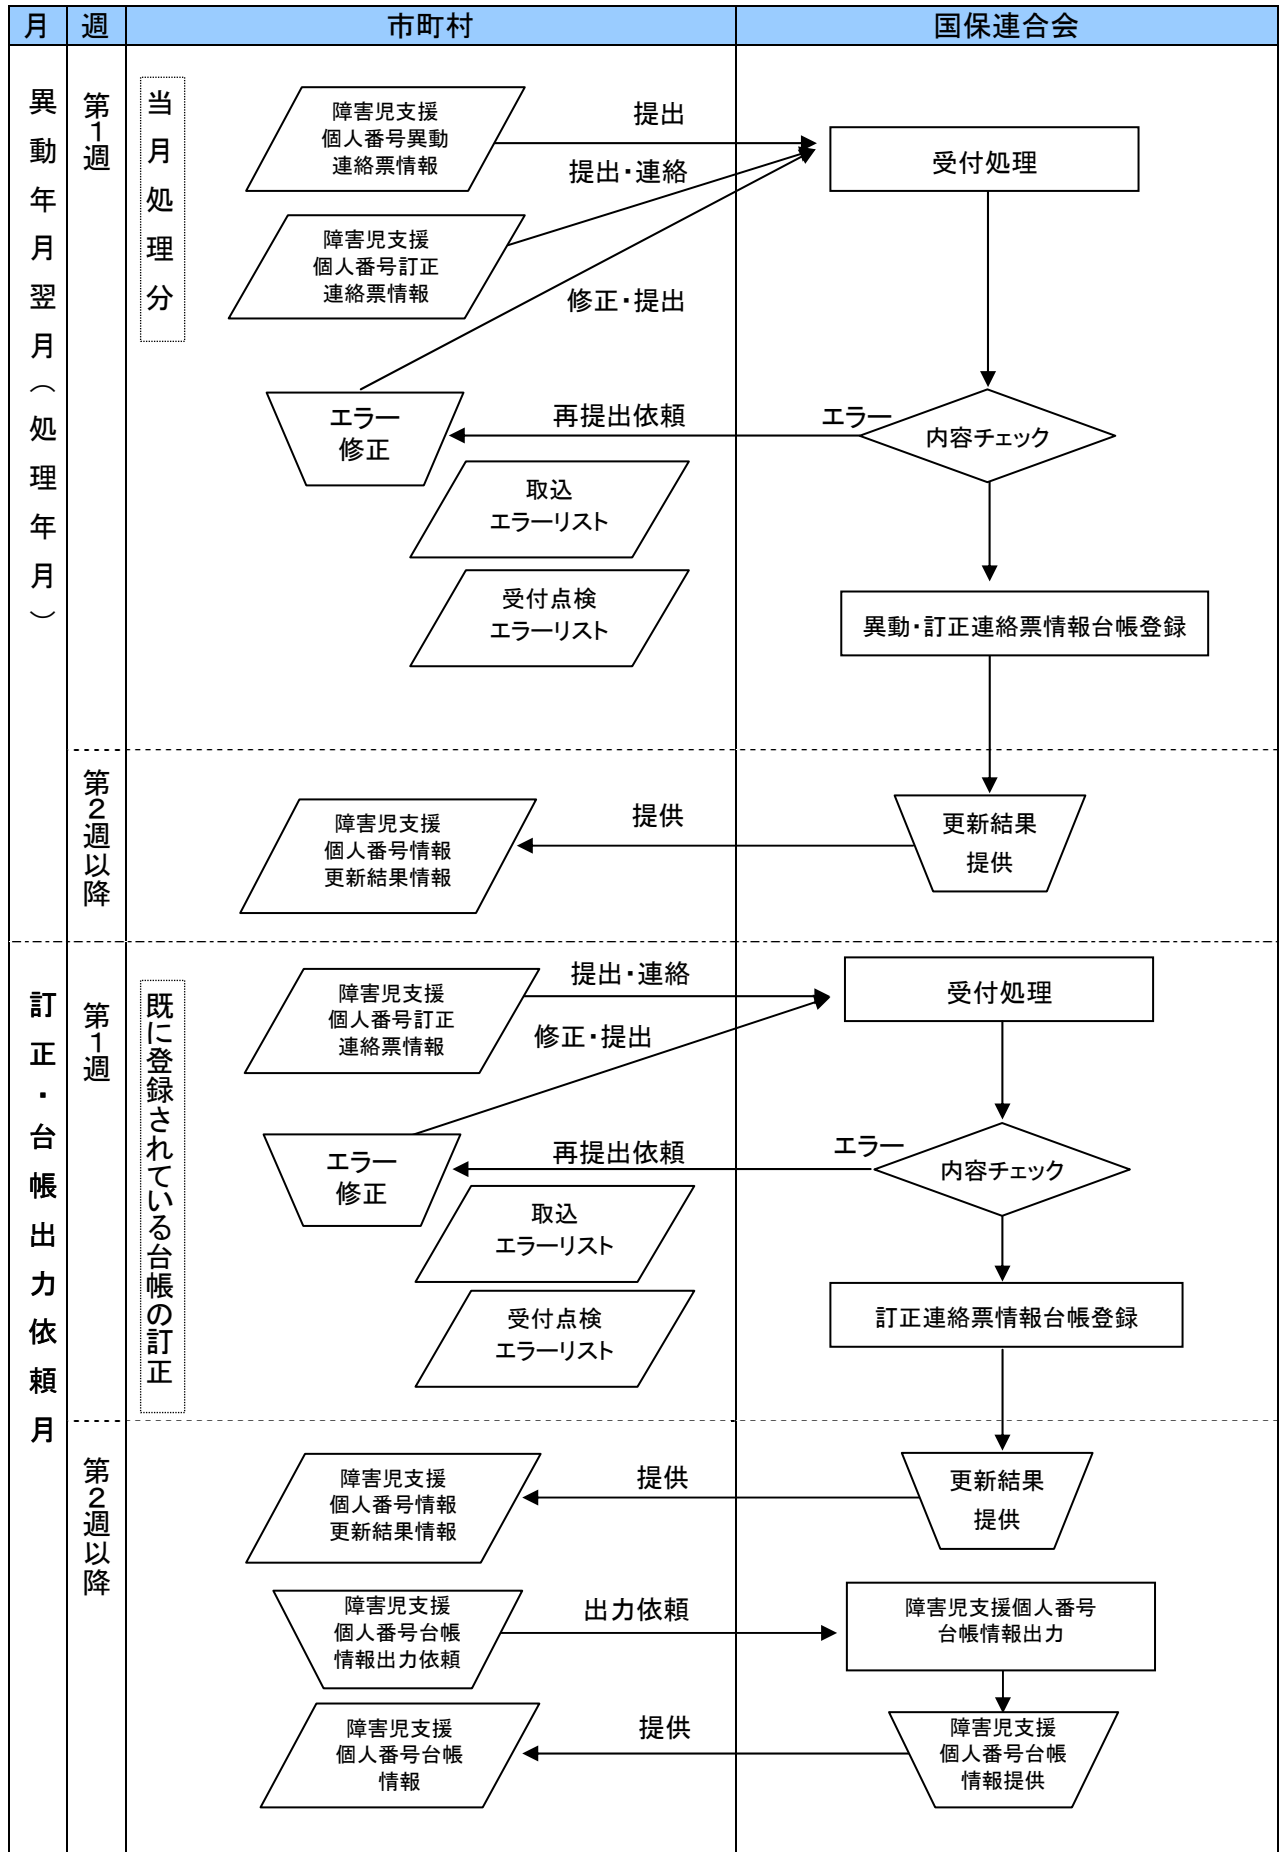 月
週
市町村
国保連合会
異動年月翌月（処理年月）
第1週
当月処理分
障害児支援
個人番号異動
連絡票情報
提出
受付処理
提出・連絡
障害児支援
個人番号訂正
連絡票情報
修正・提出
エラー
修正
再提出依頼
エラー
内容チェック
取込
エラーリスト
受付点検
エラーリスト
異動・訂正連絡票情報台帳登録
第2週以降
障害児支援
個人番号情報
更新結果情報
提供
更新結果
提供
訂正・台帳出力依頼月
第1週
既に登録されている台帳の訂正
障害児支援
個人番号訂正
連絡票情報
提出・連絡
受付処理
修正・提出
エラー
修正
再提出依頼
エラー
内容チェック
取込
エラーリスト
受付点検
エラーリスト
訂正連絡票情報台帳登録
第2週以降
障害児支援
個人番号情報
更新結果情報
提供
更新結果
提供
障害児支援
個人番号台帳
情報出力依頼
出力依頼
障害児支援個人番号
台帳情報出力
障害児支援
個人番号台帳
情報
提供
障害児支援
個人番号台帳
情報提供